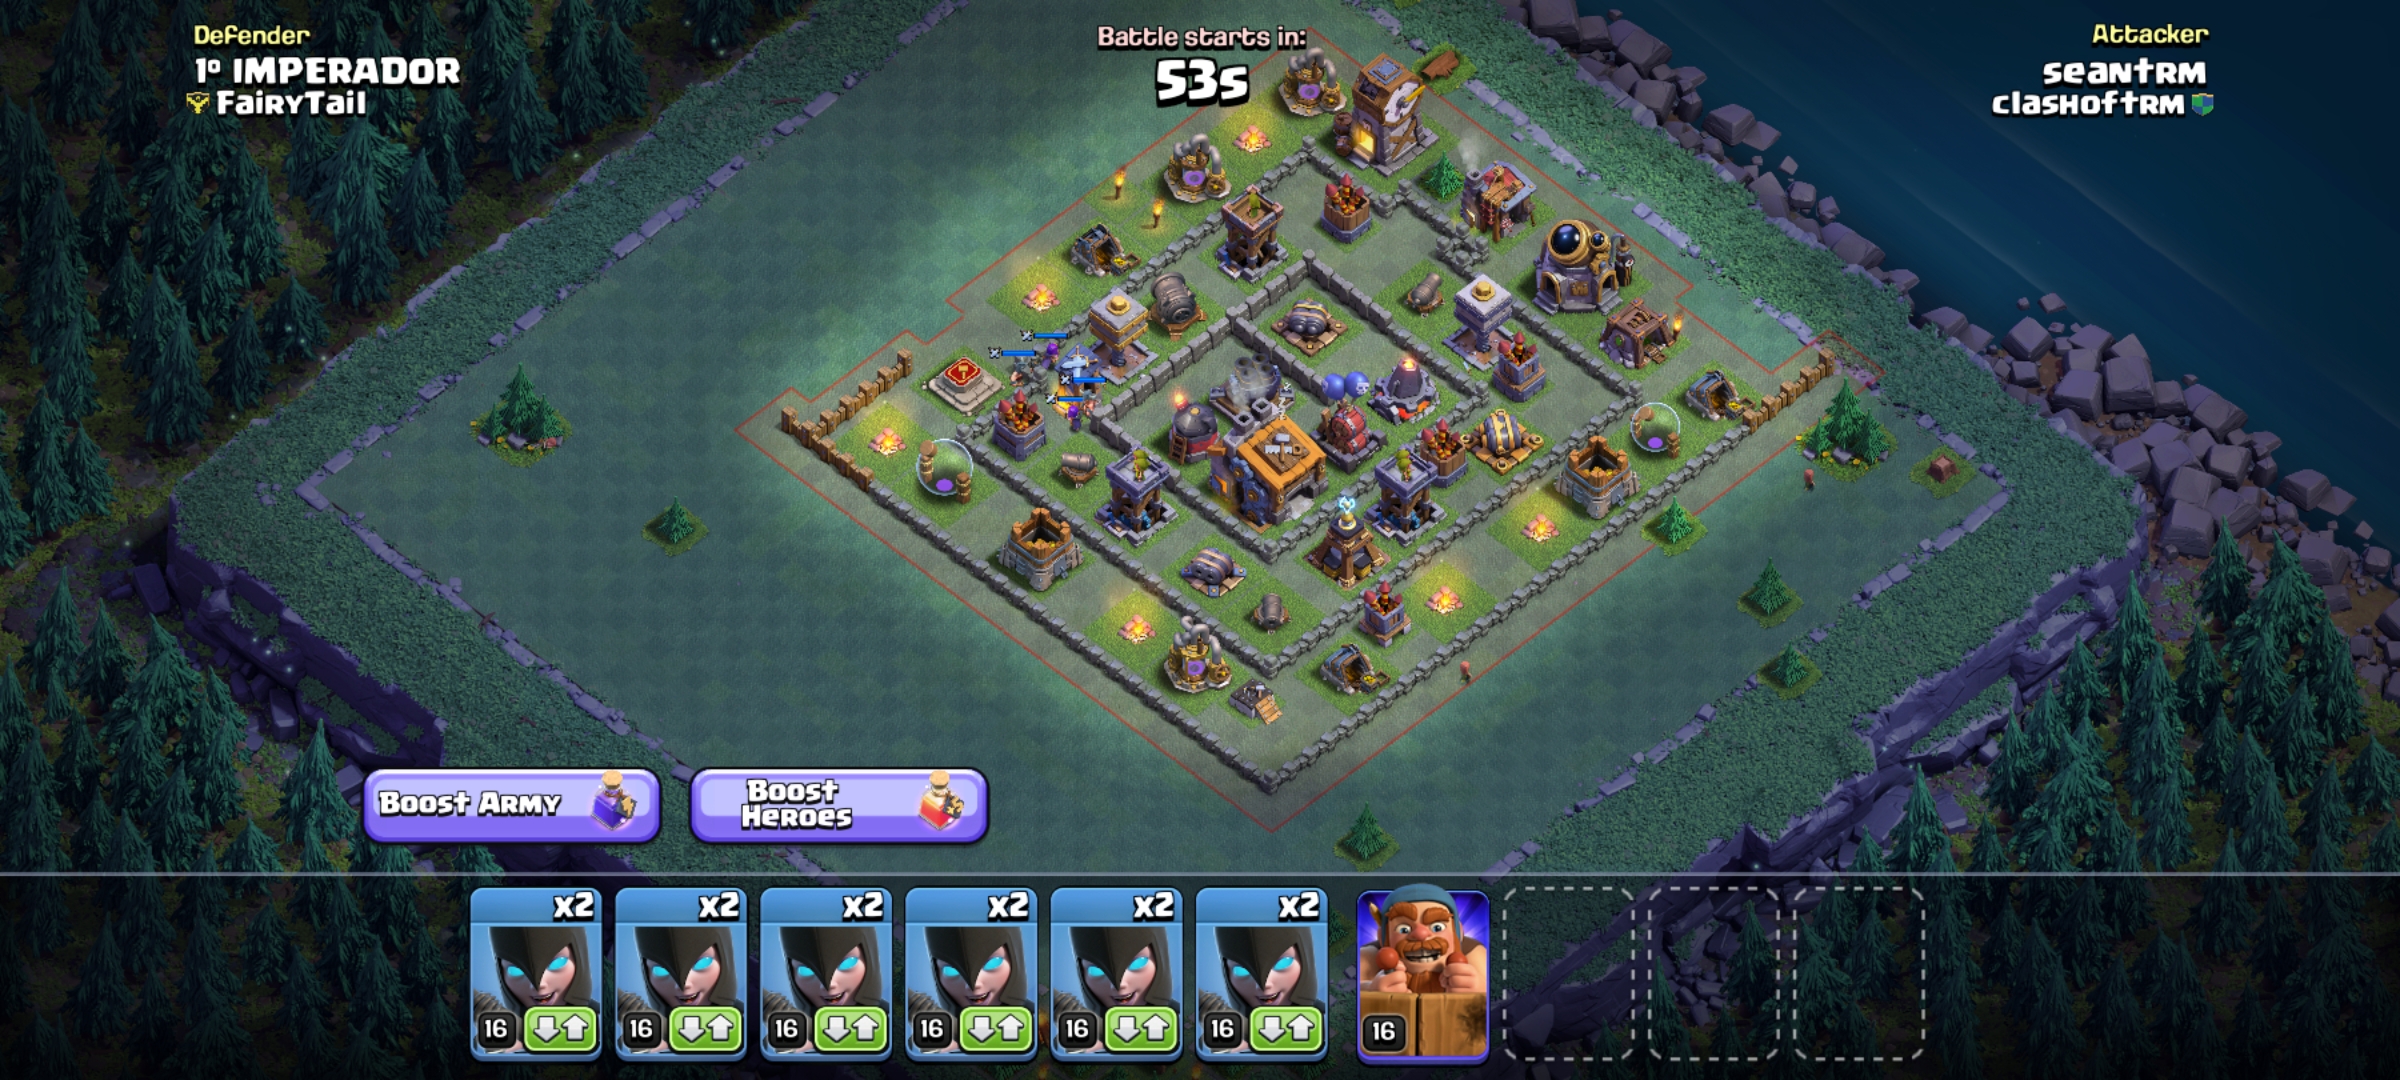 Defender
1º IMPERADOR
FairyTail
Battle starts in:
53s
Attacker
seantRM
clashoftRM
Boost Army
Boost
Heroes
x2
x2
x2
x2
x2
x2
16
16
16
16
16
16
16